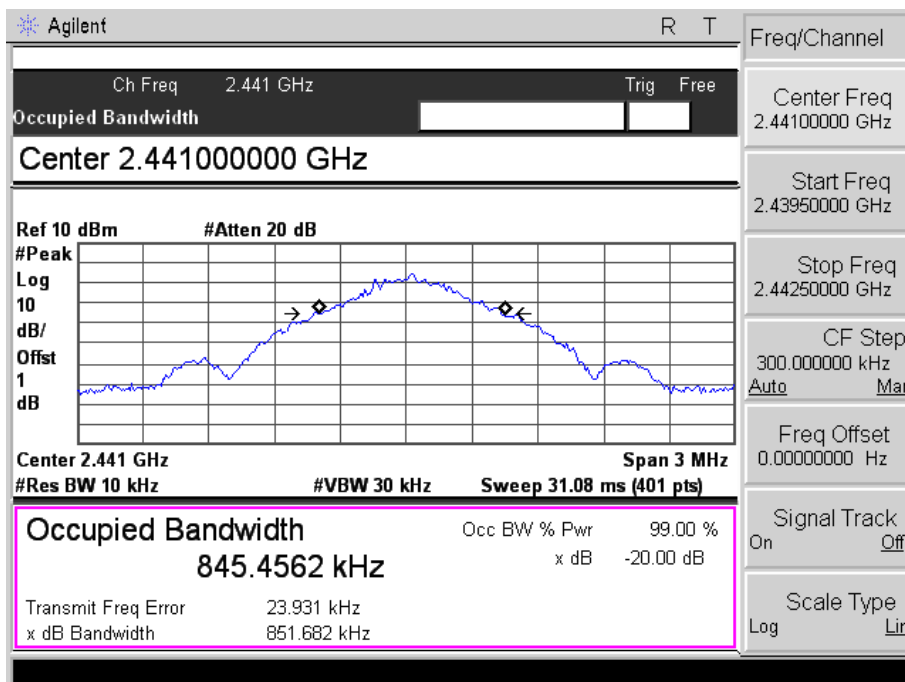 Agilent R T
Ch Freq 2.441 GHz Trig Free
Occupied Bandwidth
Center 2.441000000 GHz
Ref 10 dBm #Atten 20 dB
#Peak
Log
10
dB/
Offst
1
dB
Center 2.441 GHz Span 3 MHz
#Res BW 10 kHz #VBW 30 kHz Sweep 31.08 ms (401 pts)
Occupied Bandwidth Occ BW % Pwr 99.00 %
845.4562 kHz x dB -20.00 dB
Transmit Freq Error 23.931 kHz
x dB Bandwidth 851.682 kHz
Freq/Channel
Center Freq
2.44100000 GHz
Start Freq
2.43950000 GHz
Stop Freq
2.44250000 GHz
CF Step
300.000000 kHz
Auto Mar
Freq Offset
0.00000000 Hz
Signal Track
On Off
Scale Type
Log Lin